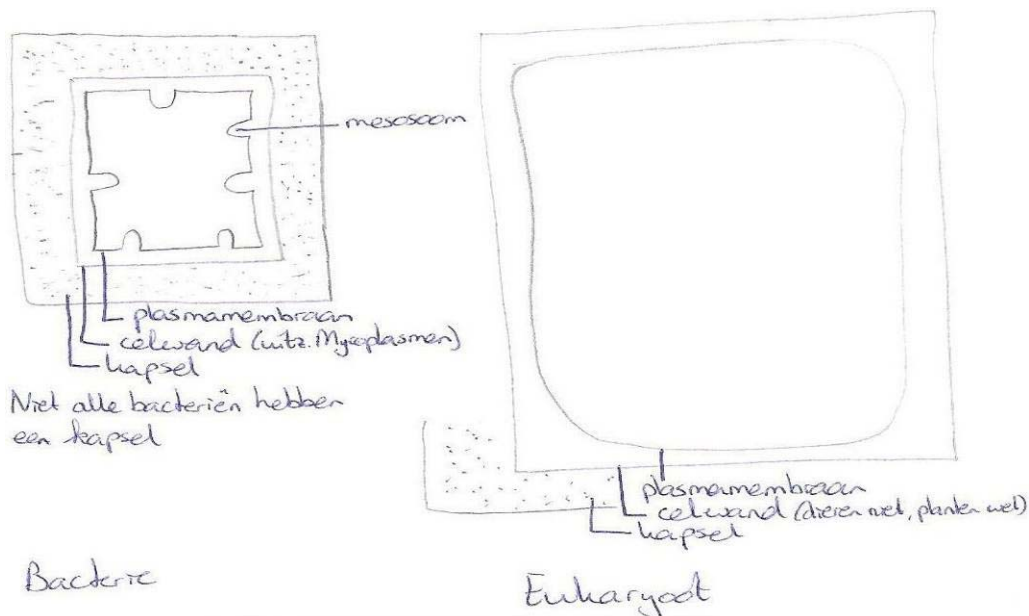 mesosoom
plasmamembraan
celwand (uitz. Mycoplasmen)
kapsel
Niet alle bacteriën hebben
een kapsel
plasmamembraan
celwand (dieren niet, planten wel)
kapsel
Bacterie
Eukaryoot